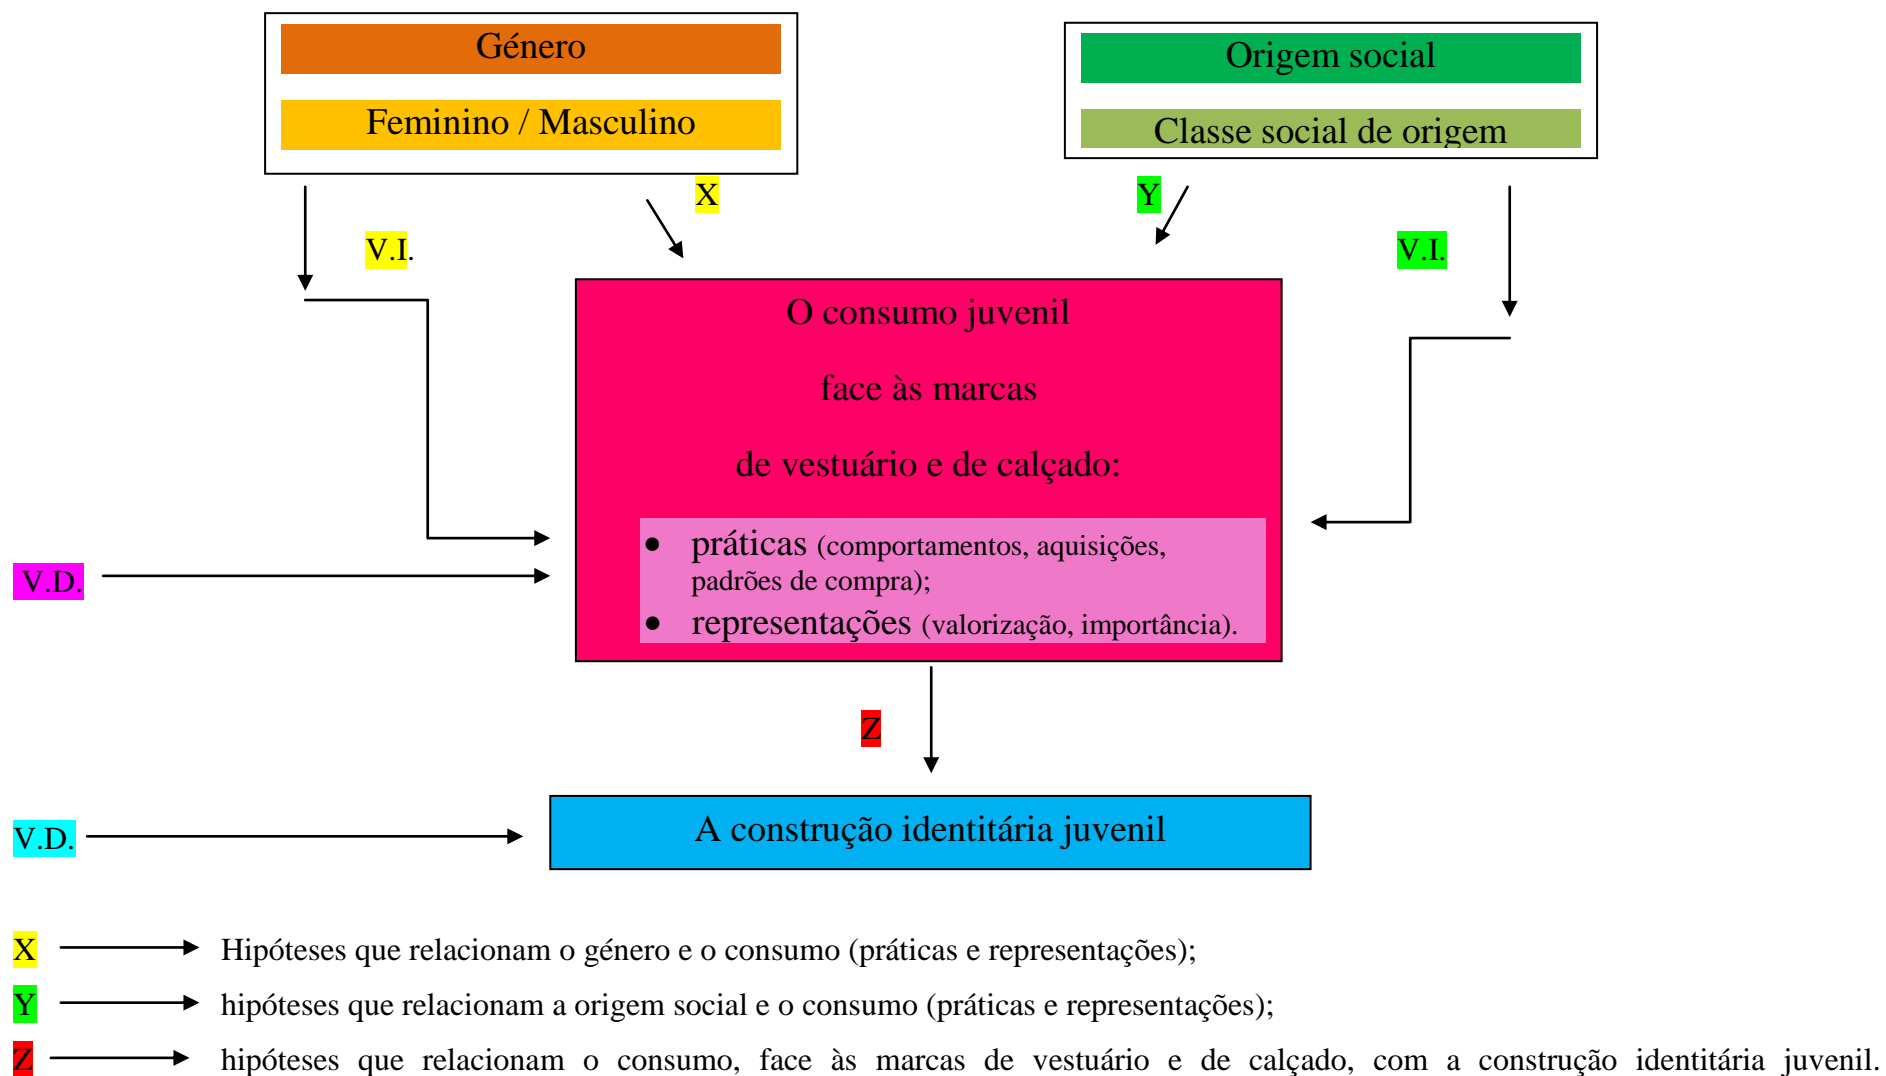 Género
Origem social
Feminino / Masculino
Classe social de origem
X
Y
V.I.
V.I.
O consumo juvenil
face às marcas
de vestuário e de calçado:
• práticas (comportamentos, aquisições,
padrões de compra);
V.D.
• representações (valorização, importância).
Z
A construção identitária juvenil
V.D.
X Hipóteses que relacionam o género e o consumo (práticas e representações);
Y hipóteses que relacionam a origem social e o consumo (práticas e representações);
Z hipóteses que relacionam o consumo, face às marcas de vestuário e de calçado, com a construção identitária juvenil.